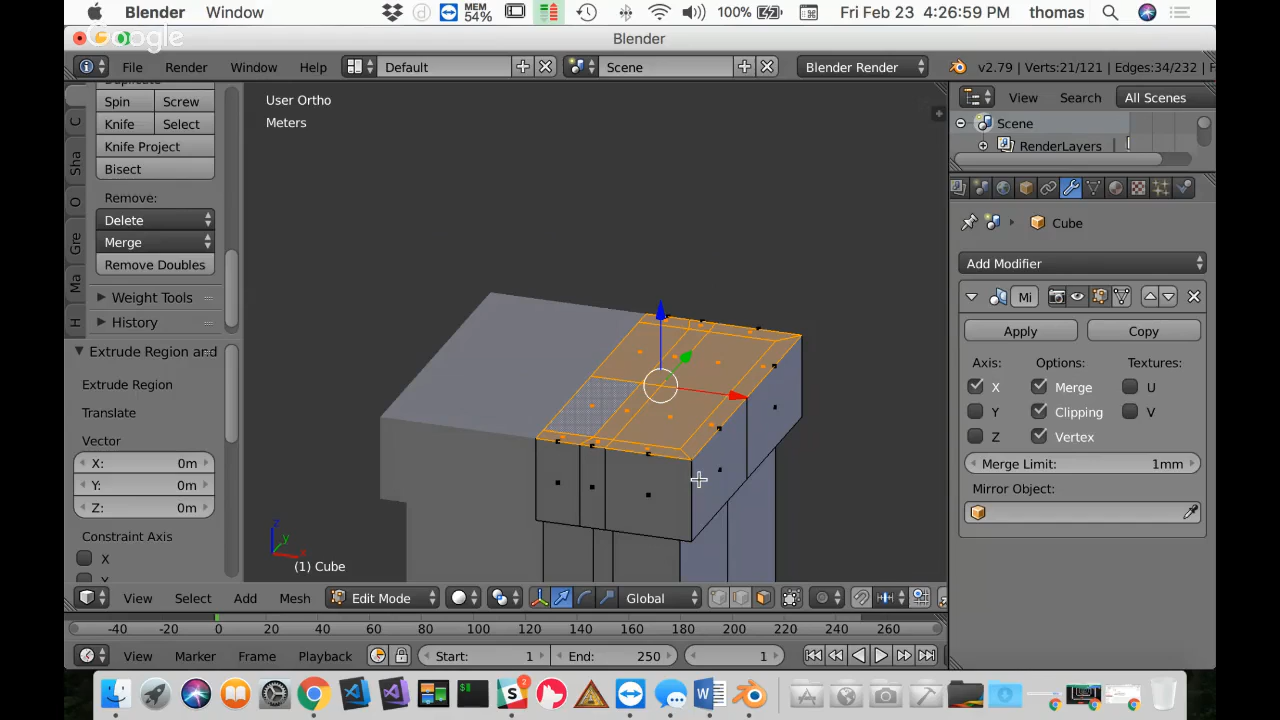 Blender Window MEM 54% 100% Fri Feb 23 4:26:59 PM thomas
Google
Blender
File Render Window Help Default Scene Blender Render v2.79 | Verts:21/121 | Edges:34/232 | F
Spin Screw
Knife Select
Knife Project
Bisect
Remove:
Delete
Merge
Remove Doubles
Weight Tools
History
C
Sha
O
Gre
Ma
H
Extrude Region and
Extrude Region
Translate
Vector
X: 0m
Y: 0m
Z: 0m
Constraint Axis
X
User Ortho
Meters
z
y
x
(1) Cube
View Search All Scenes
Scene
RenderLayers
Cube
Add Modifier
Mi
Apply Copy
Axis: Options: Textures:
X Merge U
Y Clipping V
Z Vertex
Merge Limit: 1mm
Mirror Object:
View Select Add Mesh Edit Mode Global
-40 -20 0 20 40 60 80 100 120 140 160 180 200 220 240 260
View Marker Frame Playback Start: 1 End: 250 1
2